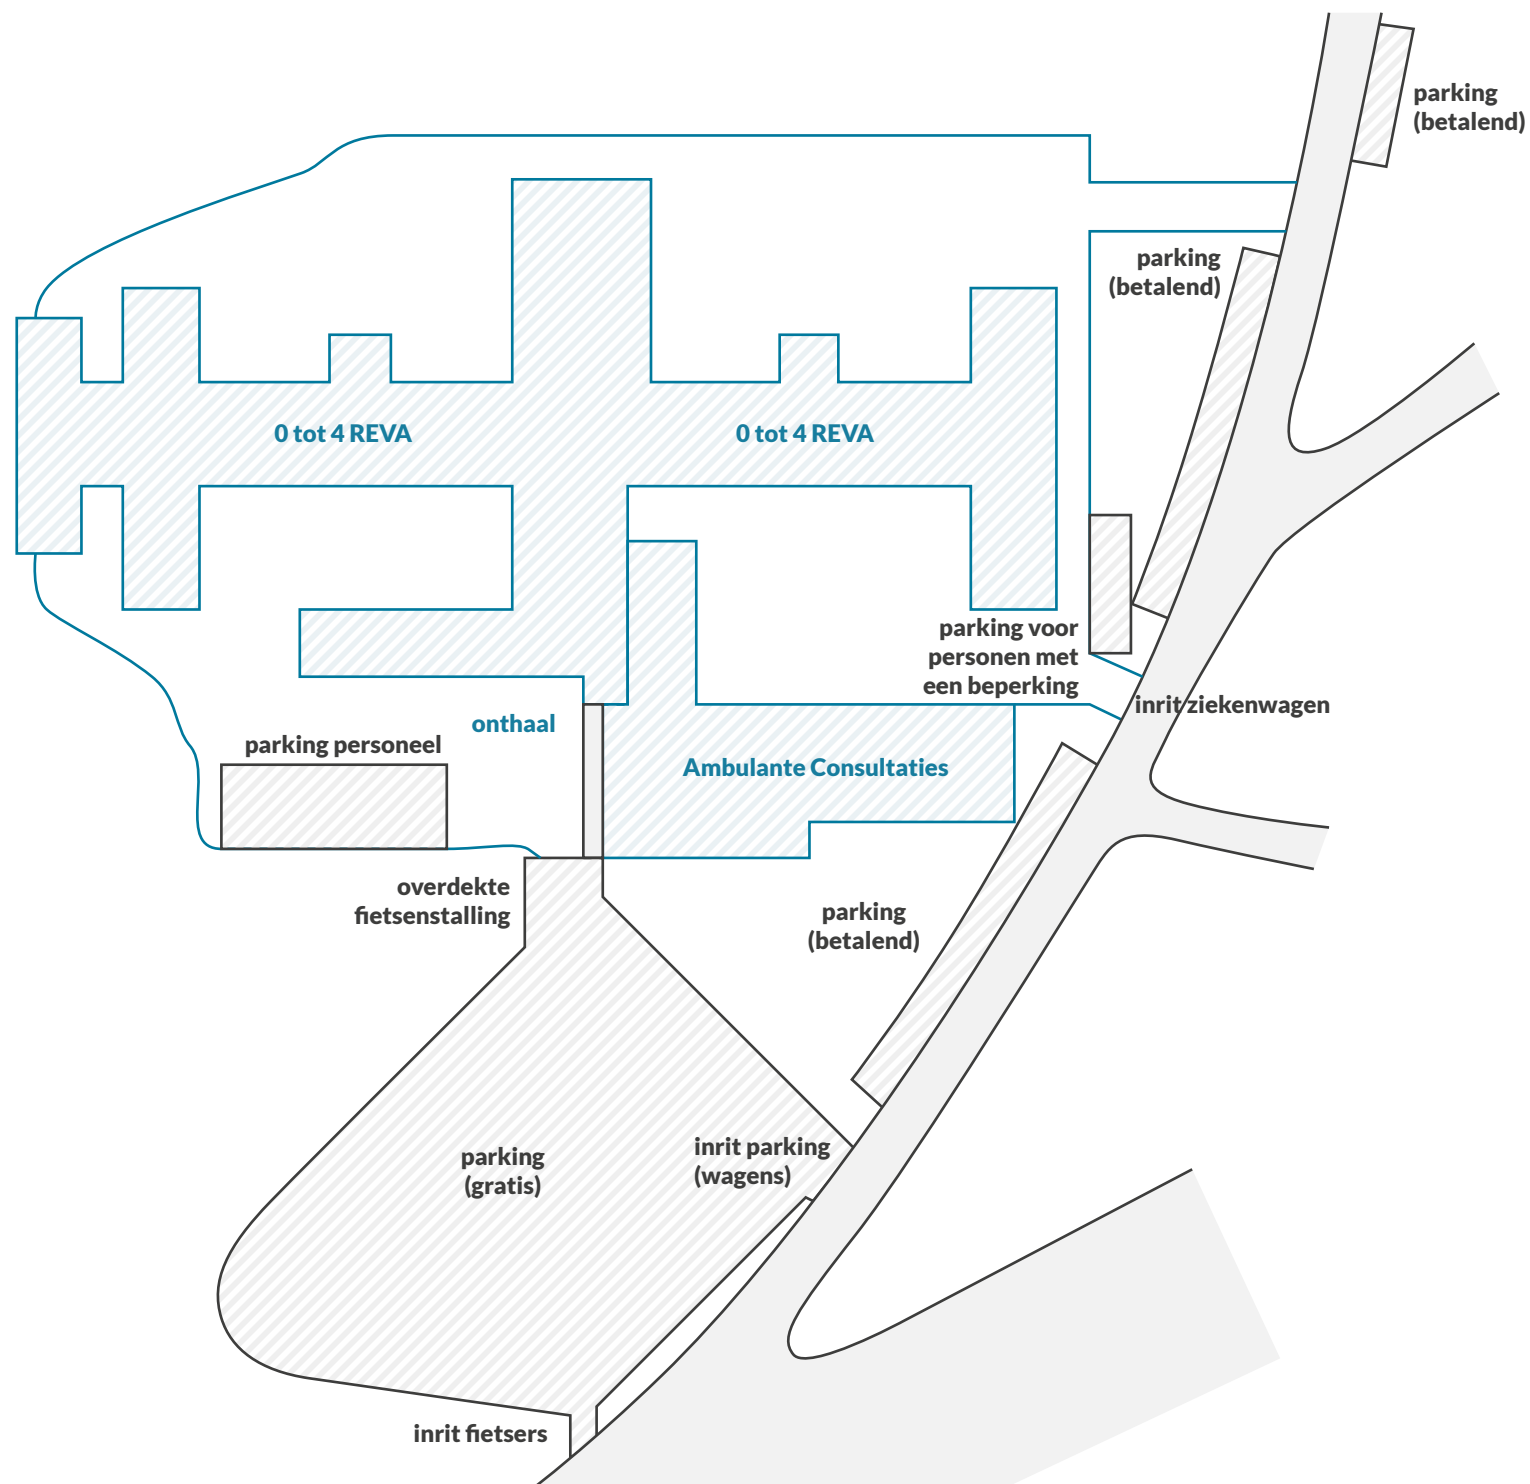 parking
(betalend)
parking
(betalend)
0 tot 4 REVA
0 tot 4 REVA
parking voor
personen met
een beperking
inrit ziekenwagen
onthaal
parking personeel
Ambulante Consultaties
overdekte
fietsenstalling
parking
(betalend)
inrit parking
(wagens)
parking
(gratis)
inrit fietsers